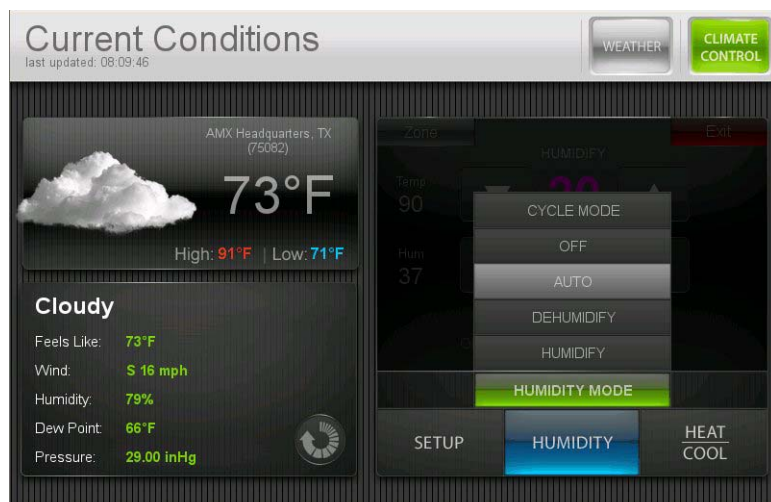 Current Conditions
last updated: 08:09:46
WEATHER
CLIMATE
CONTROL
AMX Headquarters, TX
(75082)
73°F
High: 91°F | Low: 71°F
Cloudy
Feels Like: 73°F
Wind: S 16 mph
Humidity: 79%
Dew Point: 66°F
Pressure: 29.00 inHg
Zone
Exit
HUMIDIFY
Temp
90
Hum
37
CYCLE MODE
OFF
AUTO
DEHUMIDIFY
HUMIDIFY
HUMIDITY MODE
SETUP
HUMIDITY
HEAT
COOL